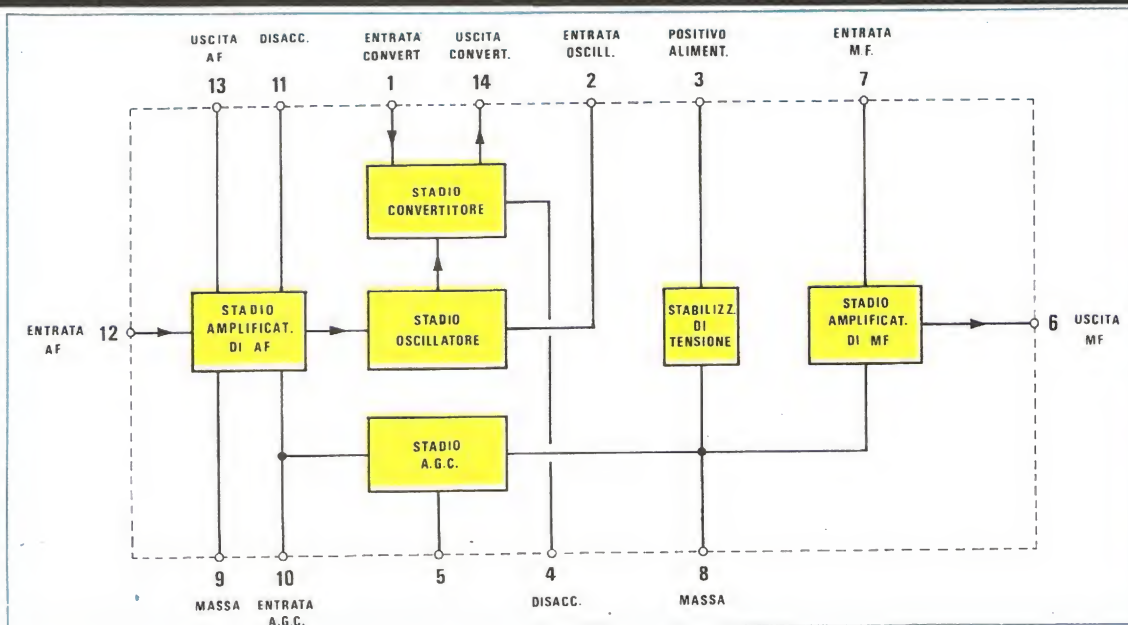 USCITA
AF
13
DISACC.
11
ENTRATA
CONVERT
1
USCITA
CONVERT.
14
ENTRATA
OSCILL.
2
POSITIVO
ALIMENT.
3
ENTRATA
M.F.
7
STADIO
CONVERTITORE
ENTRATA
AF
12
STADIO
AMPLIFICAT.
DI AF
STADIO
OSCILLATORE
STABILIZZ.
DI
TENSIONE
STADIO
AMPLIFICAT.
DI MF
6
USCITA
MF
STADIO
A.G.C.
9
MASSA
10
ENTRATA
A.G.C.
5
4
DISACC.
8
MASSA